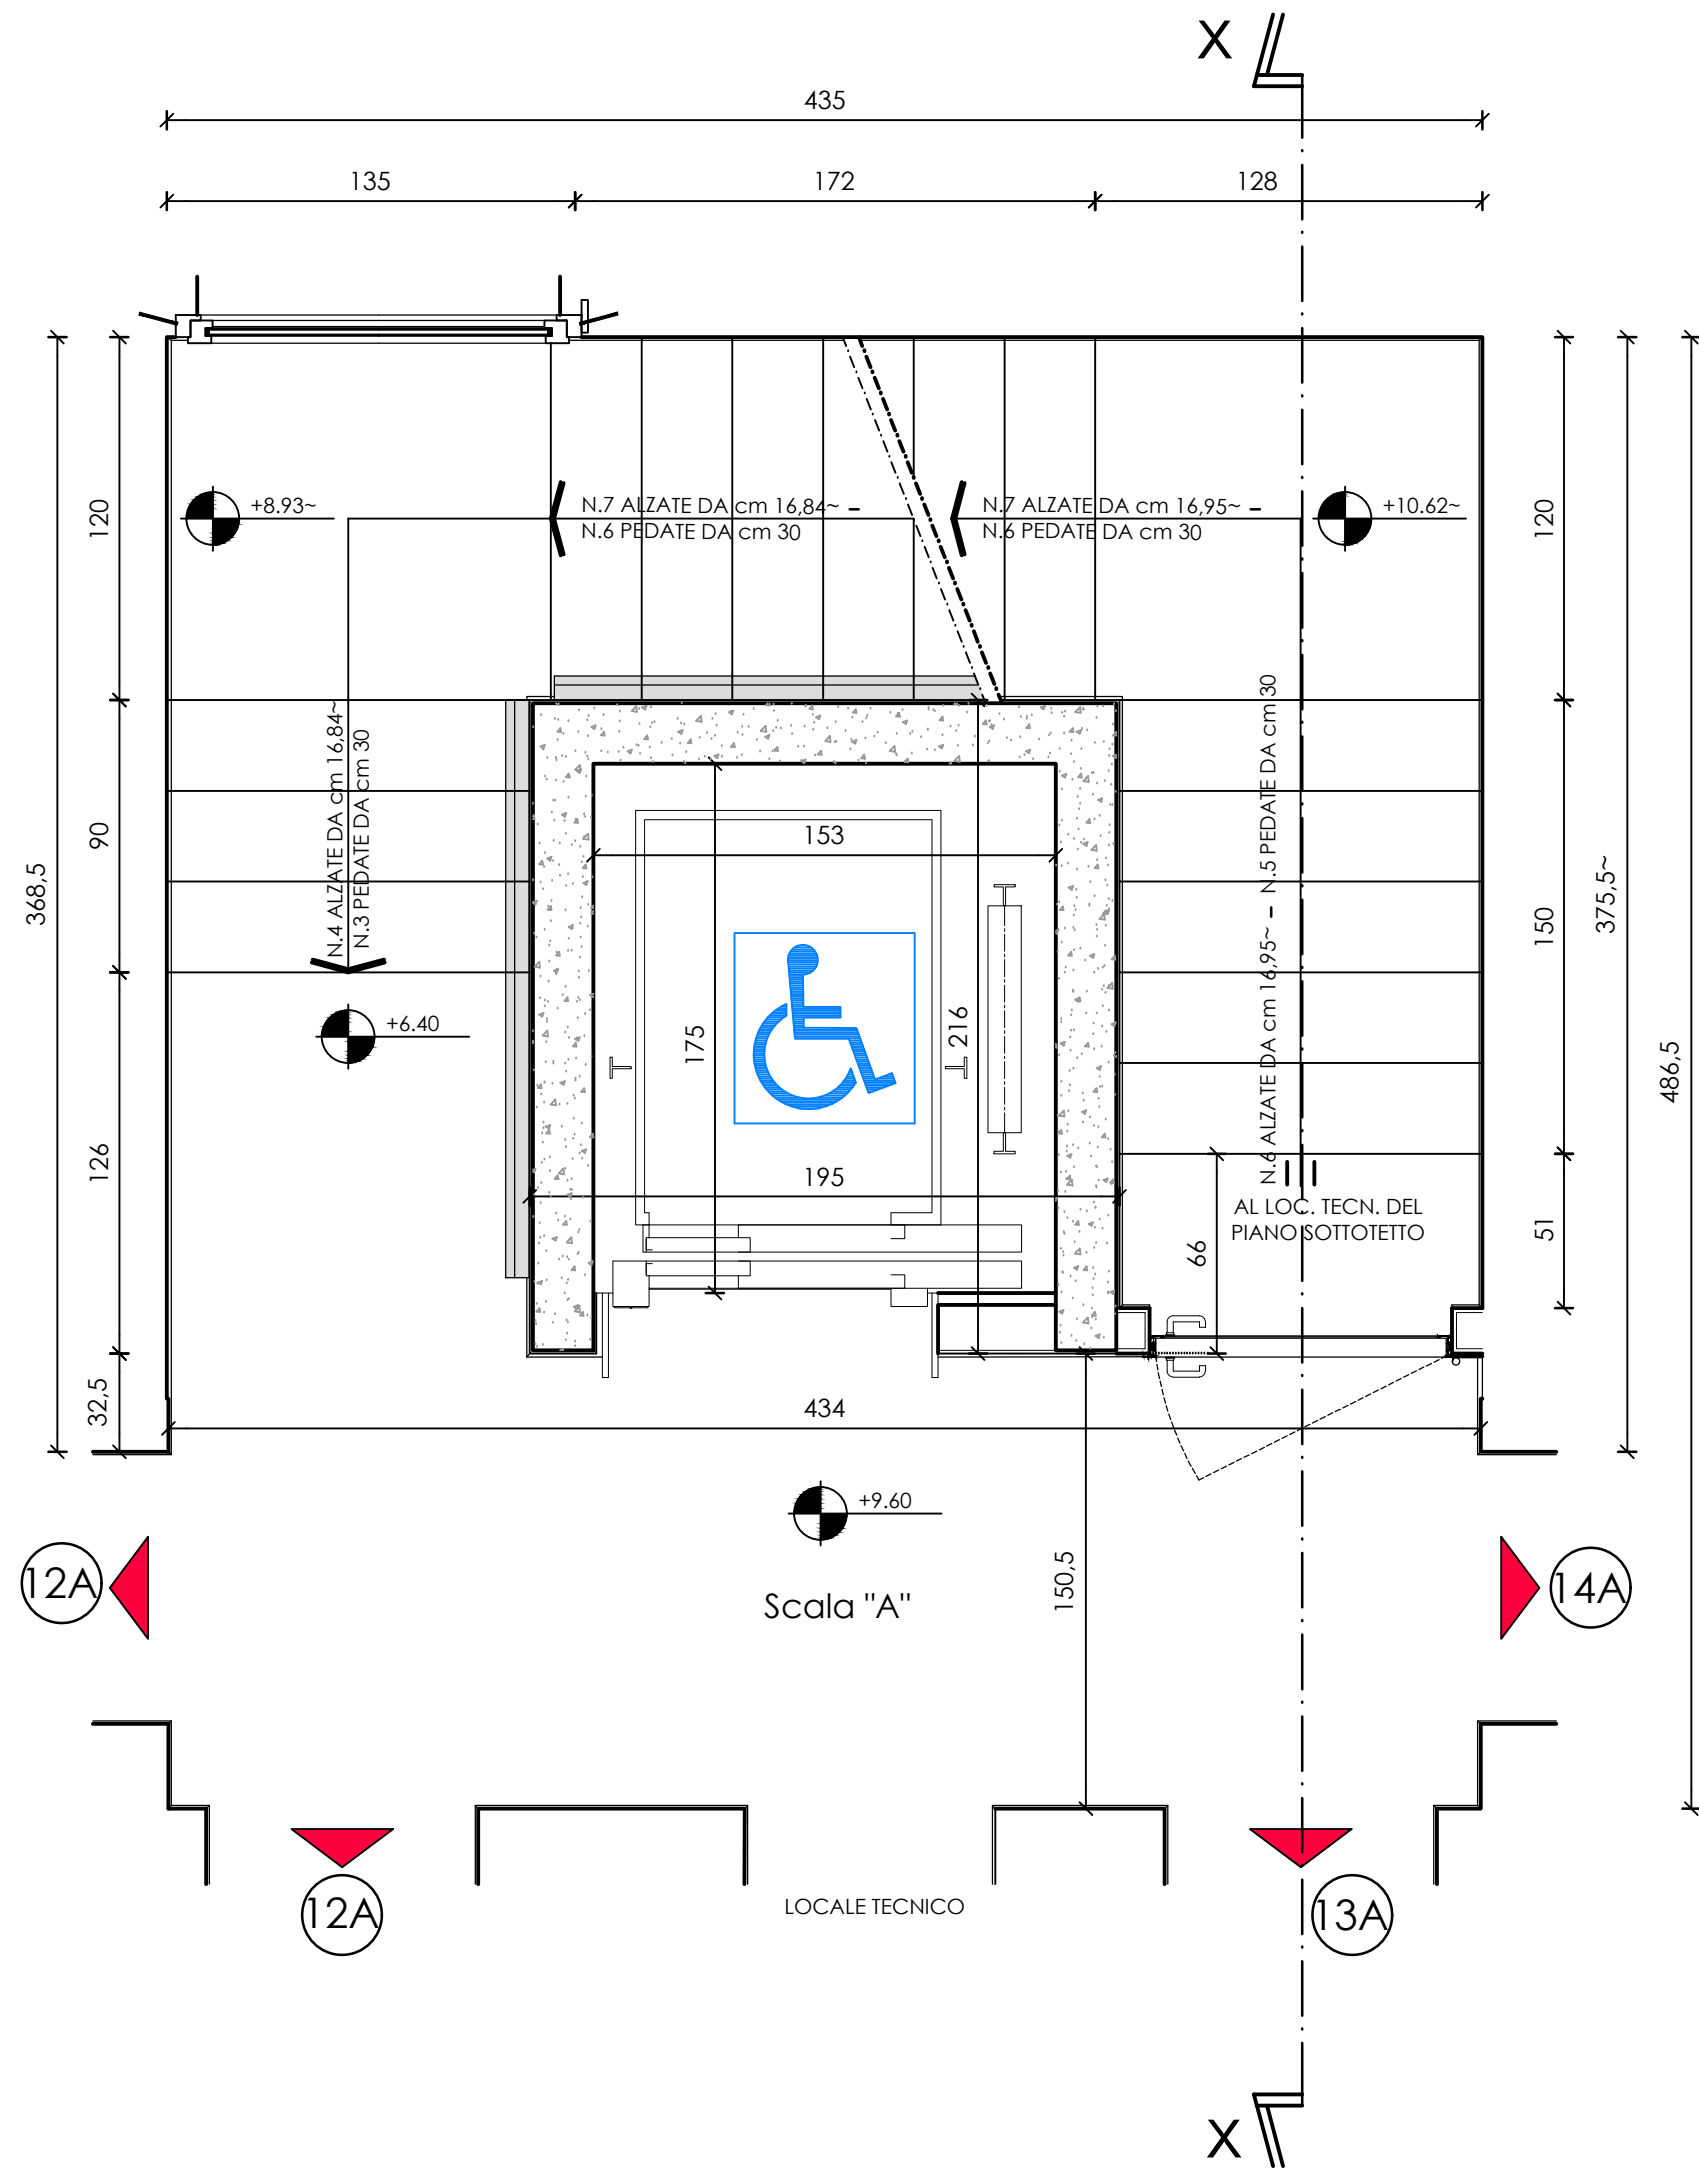 X
435
135
172
128
+8.93~
N.7 ALZATE DA cm 16,84~ -
N.6 PEDATE DA cm 30
N.7 ALZATE DA cm 16,95~ -
N.6 PEDATE DA cm 30
+10.62~
120
120
N.4 ALZATE DA cm 16,84~
N.3 PEDATE DA cm 30
N.6 ALZATE DA cm 16,95~ - N.5 PEDATE DA cm 30
90
368,5
153
150
375,5~
+6.40
175
216
486,5
126
195
AL LOC. TECN. DEL
PIANO SOTTOTETTO
66
51
32,5
434
+9.60
150,5
12A
Scala "A"
14A
12A
LOCALE TECNICO
13A
X